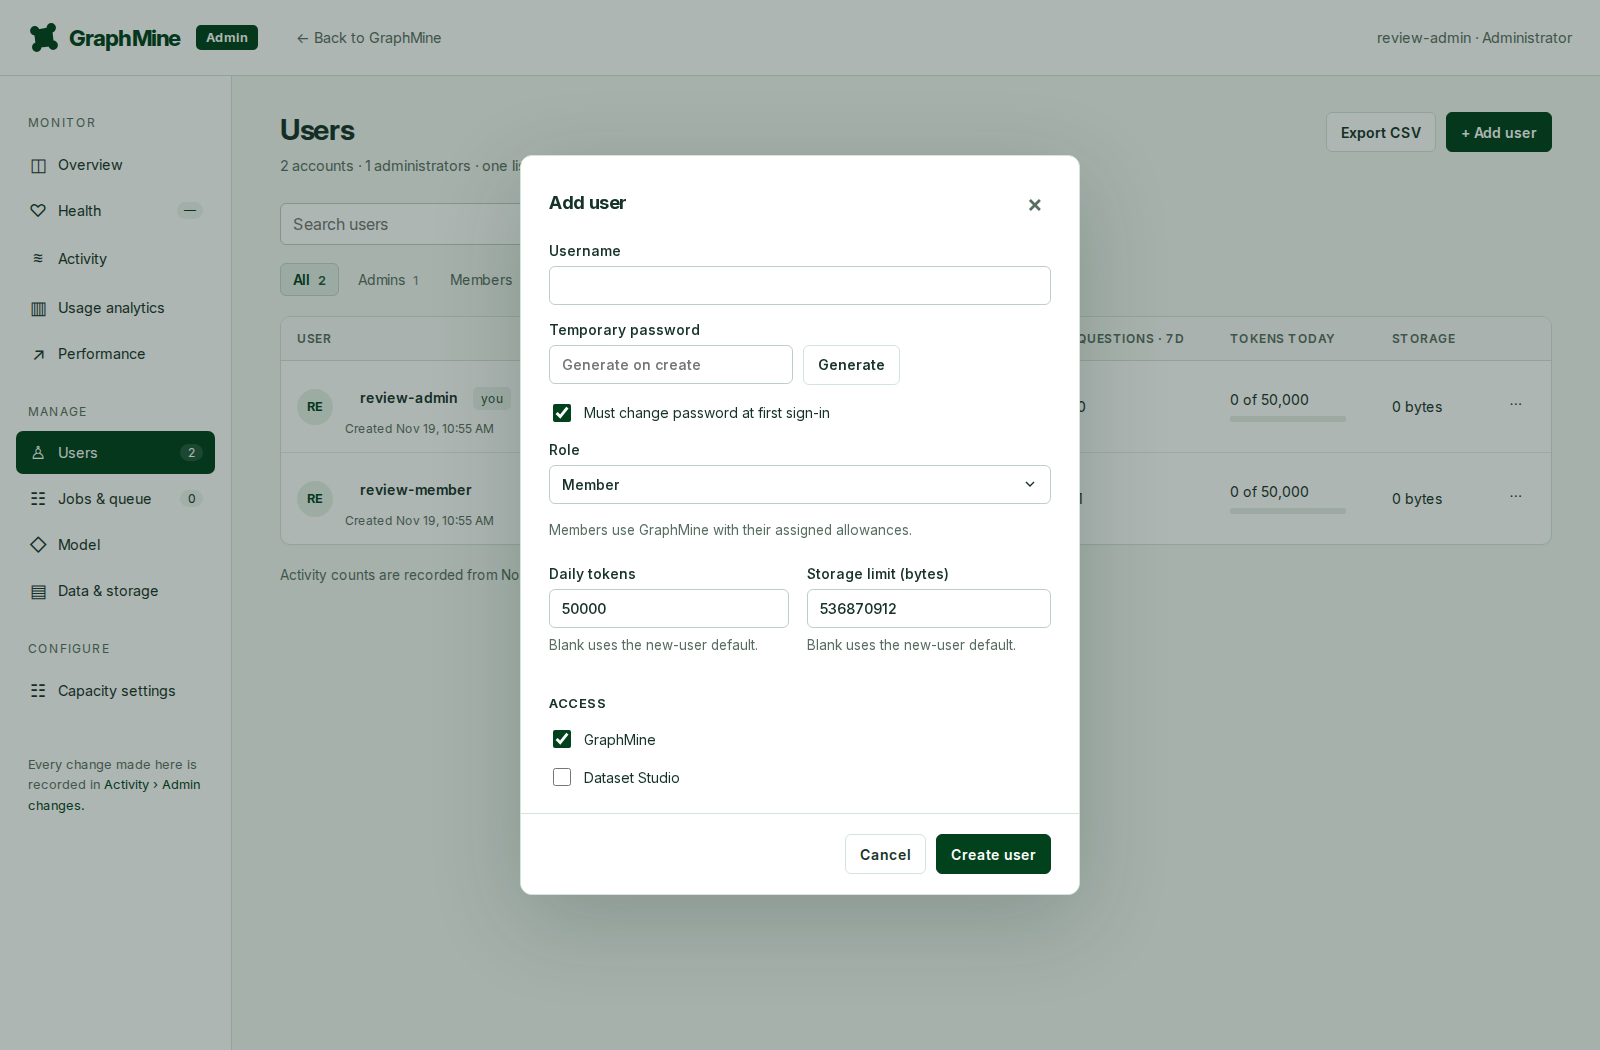 GraphMine
Admin
← Back to GraphMine
review-admin · Administrator
MONITOR
Overview
Health —
Activity
Usage analytics
Performance
MANAGE
Users 2
Jobs & queue 0
Model
Data & storage
CONFIGURE
Capacity settings
Every change made here is
recorded in Activity › Admin
changes.
Users
2 accounts · 1 administrators · one
Export CSV
+ Add user
Search users
All 2
Admins 1
Members
USER
QUESTIONS · 7D
TOKENS TODAY
STORAGE
RE
review-admin you
Created Nov 19, 10:55 AM
0
0 of 50,000
0 bytes
...
RE
review-member
Created Nov 19, 10:55 AM
1
0 of 50,000
0 bytes
...
Activity counts are recorded from
Add user
×
Username
Temporary password
Generate on create
Generate
Must change password at first sign-in
Role
Member
Members use GraphMine with their assigned allowances.
Daily tokens
Storage limit (bytes)
50000
536870912
Blank uses the new-user default.
Blank uses the new-user default.
ACCESS
GraphMine
Dataset Studio
Cancel
Create user